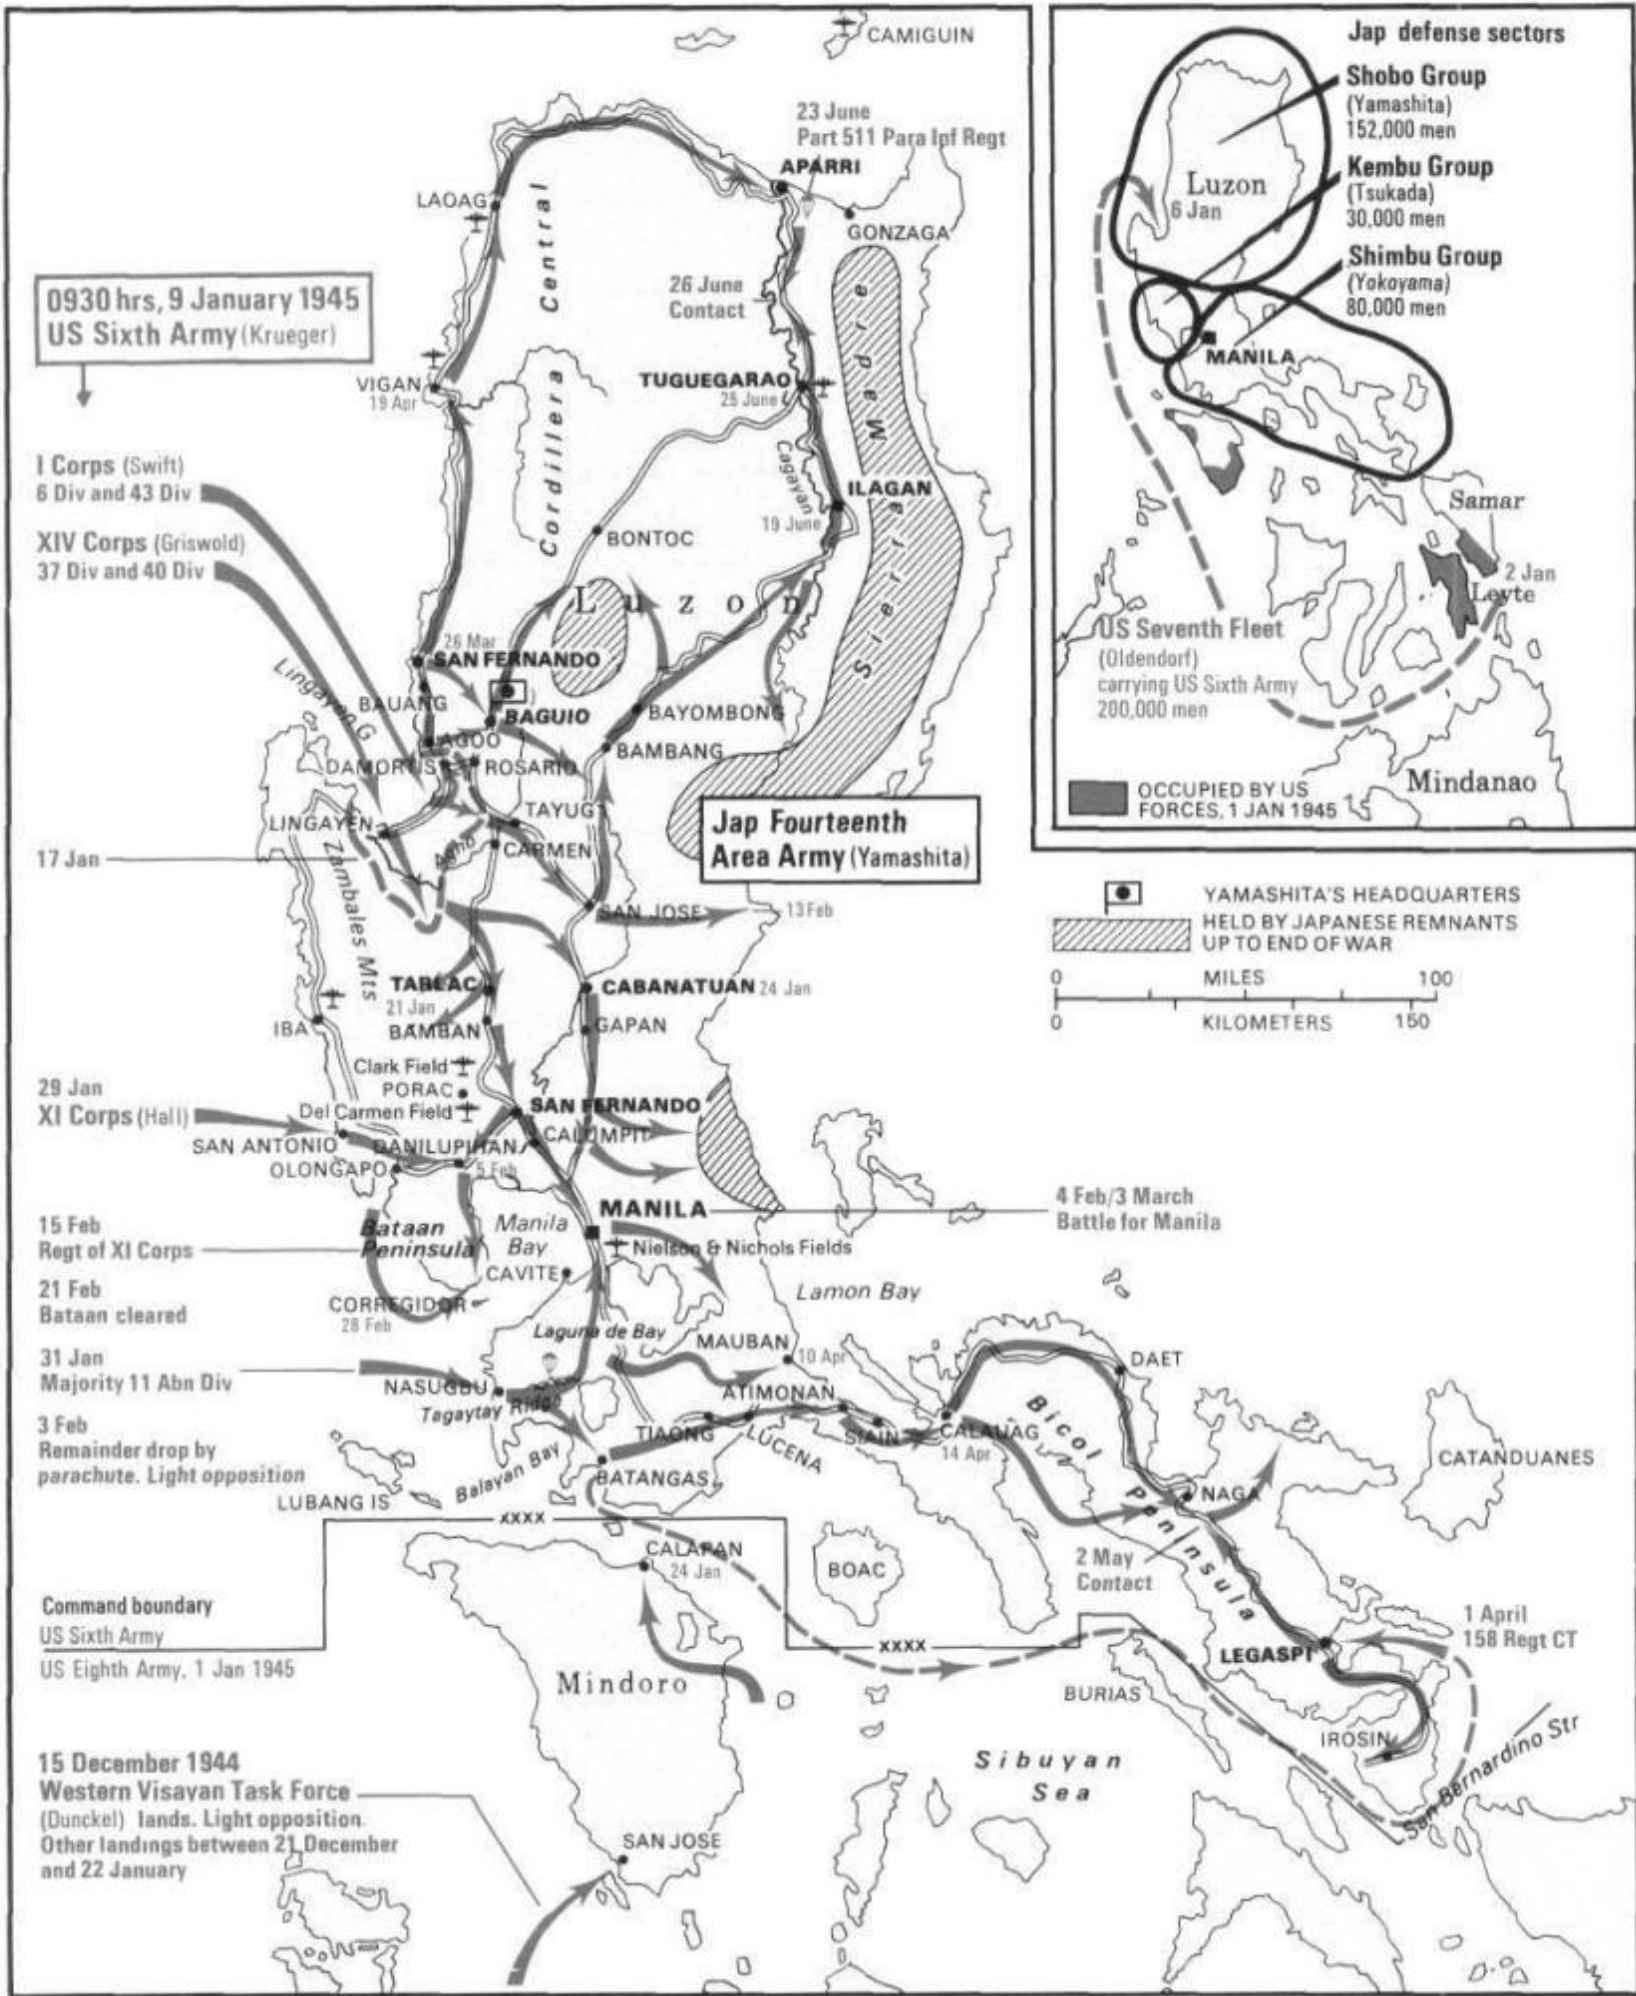 CAMIGUIN
23 June
Part 511 Para Inf Regt
APARRI
LAOAG
GONZAGA
Cordillera Central
26 June
Contact
0930 hrs, 9 January 1945
US Sixth Army (Krueger)
VIGAN
19 Apr
TUGUEGARAO
25 June
Sierra Madre
Cagayan
I Corps (Swift)
6 Div and 43 Div
ILAGAN
19 June
XIV Corps (Griswold)
37 Div and 40 Div
BONTOC
Luzon
26 Mar
SAN FERNANDO
Lingayen G
BAUANG
BAGUIO
BAYOMBONG
AGOO
BAMBANG
DAMORTIS
ROSARIO
TAYUG
LINGAYEN
Agno
CARMEN
Jap Fourteenth
Area Army (Yamashita)
17 Jan
Zambales Mts
SAN JOSE
13 Feb
TARLAC
21 Jan
CABANATUAN 24 Jan
IBA
BAMBAN
GAPAN
Clark Field
PORAC
29 Jan
XI Corps (Hall)
Del Carmen Field
SAN FERNANDO
SAN ANTONIO
DANILUPIHAN
CALUMPIT
OLONGAPO
5 Feb
MANILA
4 Feb/3 March
Battle for Manila
15 Feb
Regt of XI Corps
Bataan
Peninsula
Manila
Bay
Nielson & Nichols Fields
CAVITE
21 Feb
Bataan cleared
CORREGIDOR
28 Feb
Lamon Bay
Laguna de Bay
MAUBAN
10 Apr
31 Jan
Majority 11 Abn Div
NASUGBU
Tagaytay Ridge
ATIMONAN
DAET
3 Feb
Remainder drop by
parachute. Light opposition
TIAONG
LUCENA
SIAIN
CALAUAG
14 Apr
Bicol Peninsula
CATANDUANES
LUBANG IS
Balayan Bay
BATANGAS
NAGA
XXXX
CALAPAN
24 Jan
BOAC
2 May
Contact
Command boundary
US Sixth Army
US Eighth Army, 1 Jan 1945
XXXX
1 April
158 Regt CT
LEGASPI
Mindoro
BURIAS
IROSIN
San Bernardino Str
Sibuyan
Sea
15 December 1944
Western Visayan Task Force
(Dunckel) lands. Light opposition.
Other landings between 21 December
and 22 January
SAN JOSE
Jap defense sectors
Shobo Group
(Yamashita)
152,000 men
Kembu Group
(Tsukada)
30,000 men
Shimbu Group
(Yokoyama)
80,000 men
Luzon
6 Jan
MANILA
Samar
2 Jan
Leyte
US Seventh Fleet
(Oldendorf)
carrying US Sixth Army
200,000 men
Mindanao
OCCUPIED BY US
FORCES, 1 JAN 1945
YAMASHITA'S HEADQUARTERS
HELD BY JAPANESE REMNANTS
UP TO END OF WAR
0 MILES 100
0 KILOMETERS 150